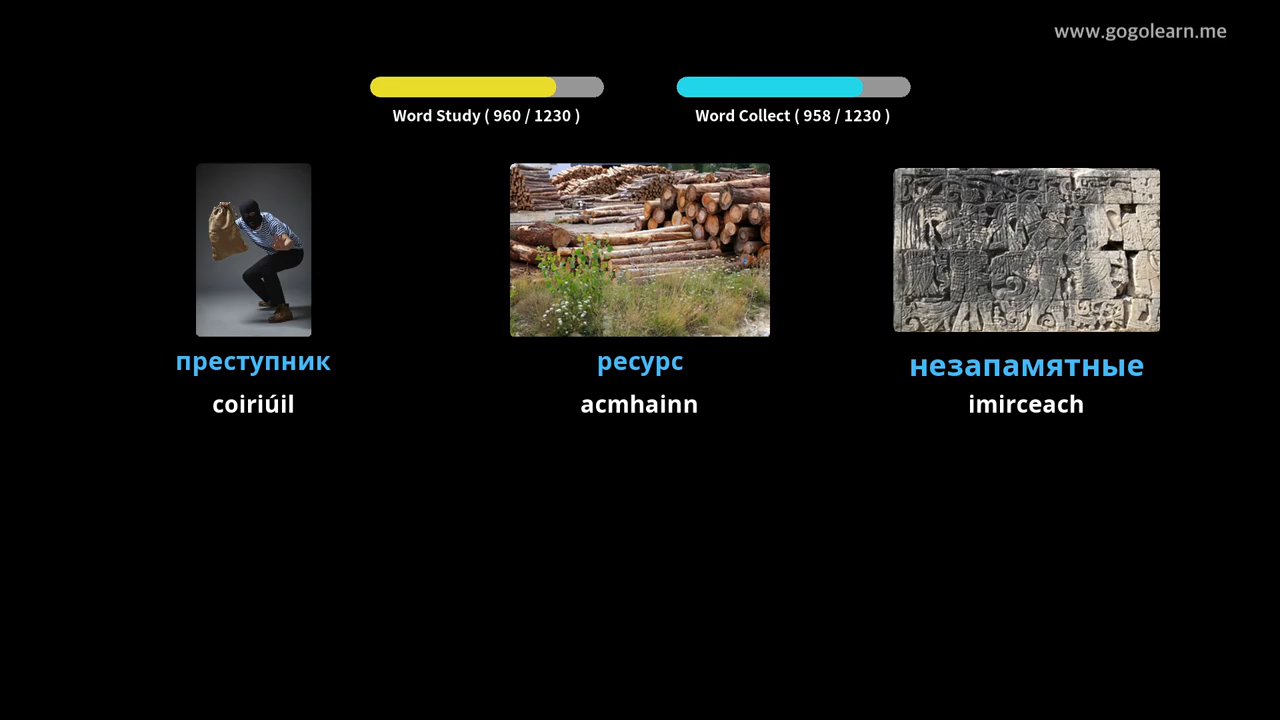 www.gogolearn.me
Word Study ( 960 / 1230 )
Word Collect ( 958 / 1230 )
преступник
ресурс
незапамятные
coiriúil
acmhainn
imirceach